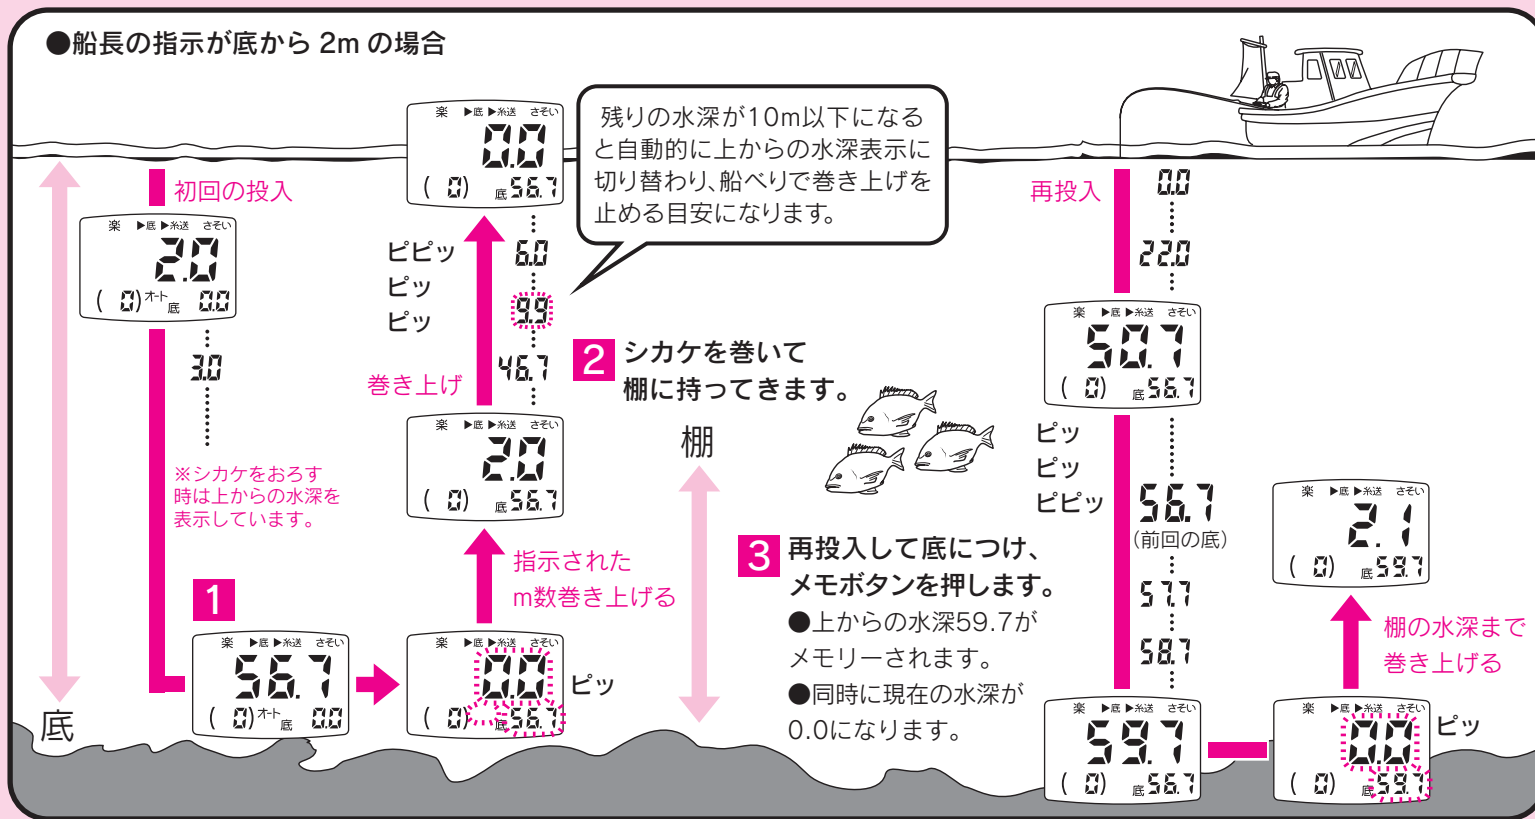 ●船長の指示が底から 2m の場合
初回の投入
楽 ▶底 ▶糸送 さそい
2.0
( 0) オート 底 0.0
3.0
※シカケをおろす
時は上からの水深を
表示しています。
1
楽 ▶底 ▶糸送 さそい
56.7
( 0) オート 底 0.0
底
楽 ▶底 ▶糸送 さそい
0.0
( 0) 底 56.7
ピピッ
ピッ
ピッ
6.0
9.9
46.7
巻き上げ
楽 ▶底 ▶糸送 さそい
2.0
( 0) 底 56.7
指示された
m数巻き上げる
楽 ▶底 ▶糸送 さそい
0.0
( 0) 底 56.7
ピッ
残りの水深が10m以下になる
と自動的に上からの水深表示に
切り替わり、船べりで巻き上げを
止める目安になります。
2 シカケを巻いて
棚に持ってきます。
棚
3 再投入して底につけ、
メモボタンを押します。
●上からの水深59.7が
メモリーされます。
●同時に現在の水深が
0.0になります。
再投入
0.0
22.0
楽 ▶底 ▶糸送 さそい
50.7
( 0) 底 56.7
ピッ
ピッ
ピピッ
56.7
(前回の底)
57.7
58.7
楽 ▶底 ▶糸送 さそい
59.7
( 0) 底 56.7
楽 ▶底 ▶糸送 さそい
2.1
( 0) 底 59.7
棚の水深まで
巻き上げる
楽 ▶底 ▶糸送 さそい
0.0
( 0) 底 59.7
ピッ